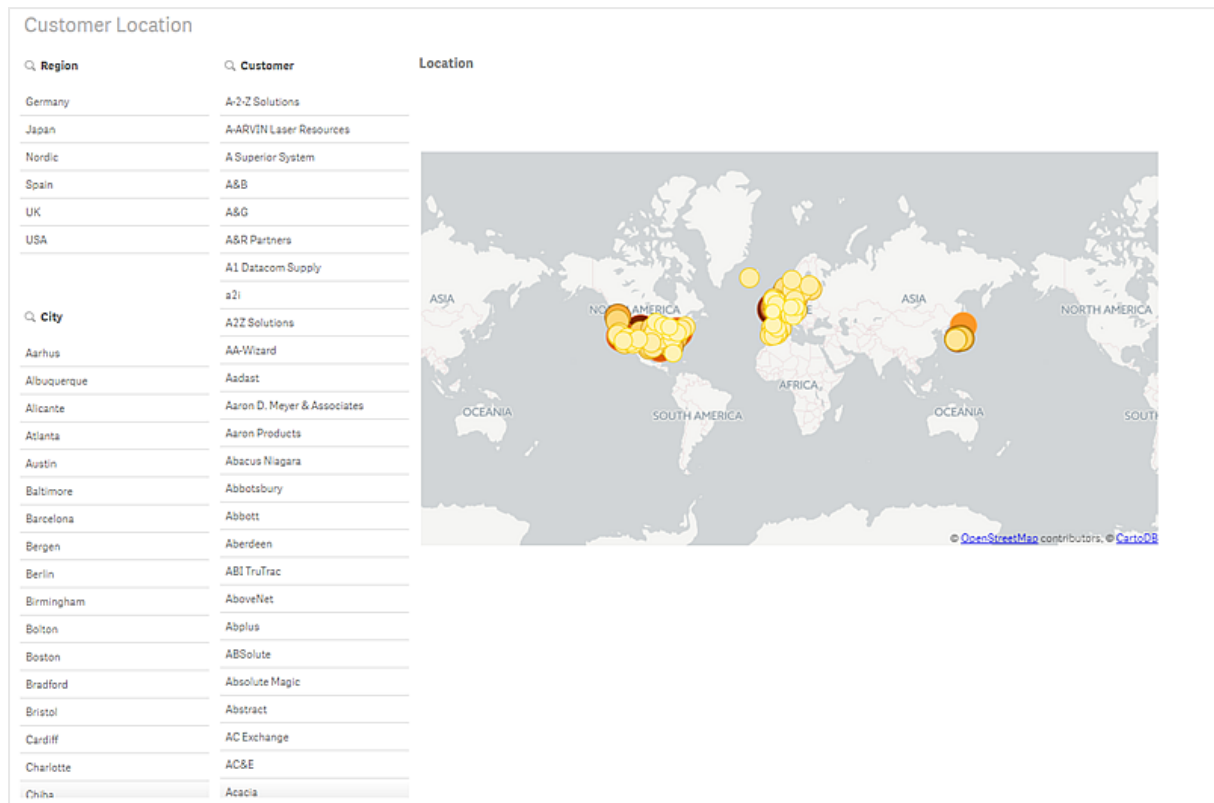 Customer Location
Region
Germany
Japan
Nordic
Spain
UK
USA
City
Aarhus
Albuquerque
Alicante
Atlanta
Austin
Baltimore
Barcelona
Bergen
Berlin
Birmingham
Bolton
Boston
Bradford
Bristol
Cardiff
Charlotte
Chiba
Customer
A-2-Z Solutions
A-ARVIN Laser Resources
A Superior System
A&B
A&G
A&R Partners
A1 Datacom Supply
a2i
A2Z Solutions
AA-Wizard
Aadast
Aaron D. Meyer & Associates
Aaron Products
Abacus Niagara
Abbotsbury
Abbott
Aberdeen
ABI TruTrac
AboveNet
Abplus
ABSolute
Absolute Magic
Abstract
AC Exchange
AC&E
Acacia
Location
ASIA
AMERICA
ASIA
NORTH AMERICA
AFRICA
OCEANIA
SOUTH AMERICA
OCEANIA
SOUTH
© OpenStreetMap contributors, © CartoDB